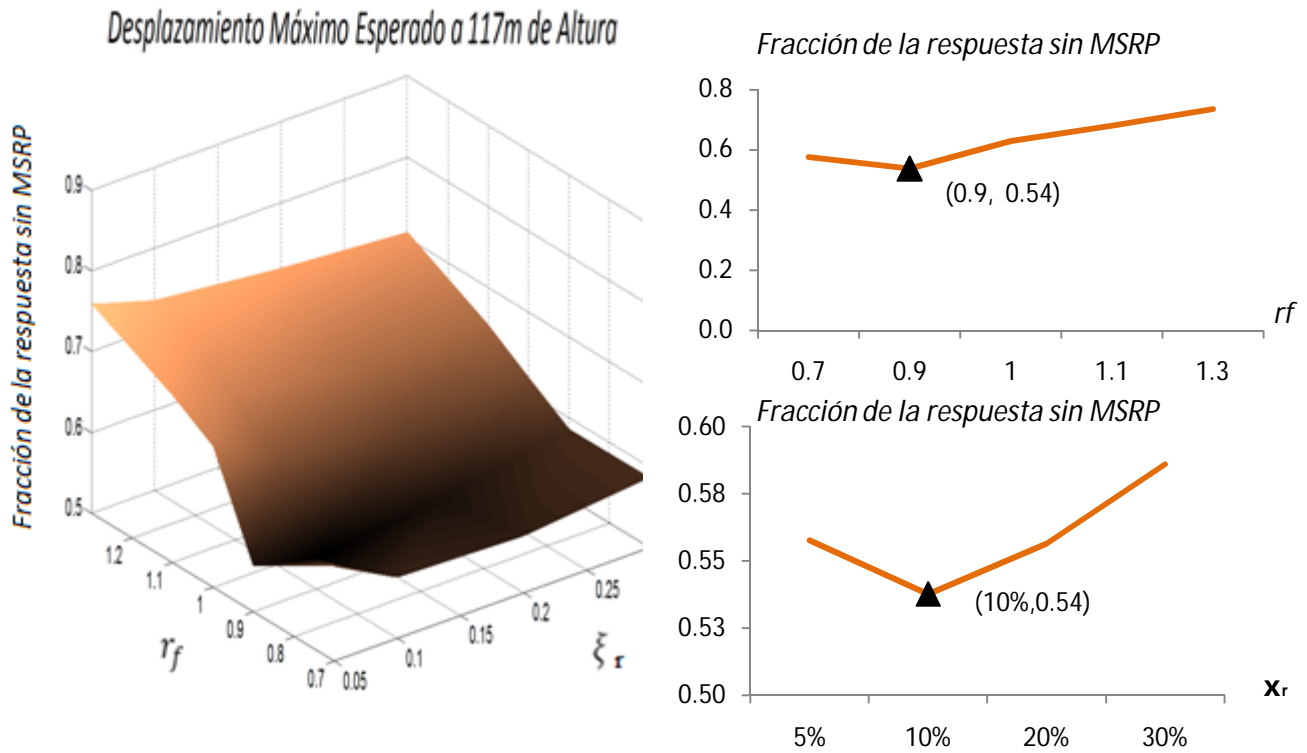 Desplazamiento Máximo Esperado a 117m de Altura
Fracción de la respuesta sin MSRP
0.9
0.8
0.7
0.6
0.5
1.2
1.1
1
0.9
0.8
0.7
r_f
0.05
0.1
0.15
0.2
0.25
ξ r
Fracción de la respuesta sin MSRP
0.8
0.6
0.4
0.2
0.0
(0.9, 0.54)
rf
0.7 0.9 1 1.1 1.3
Fracción de la respuesta sin MSRP
0.60
0.58
0.55
0.53
0.50
(10%,0.54)
xr
5% 10% 20% 30%